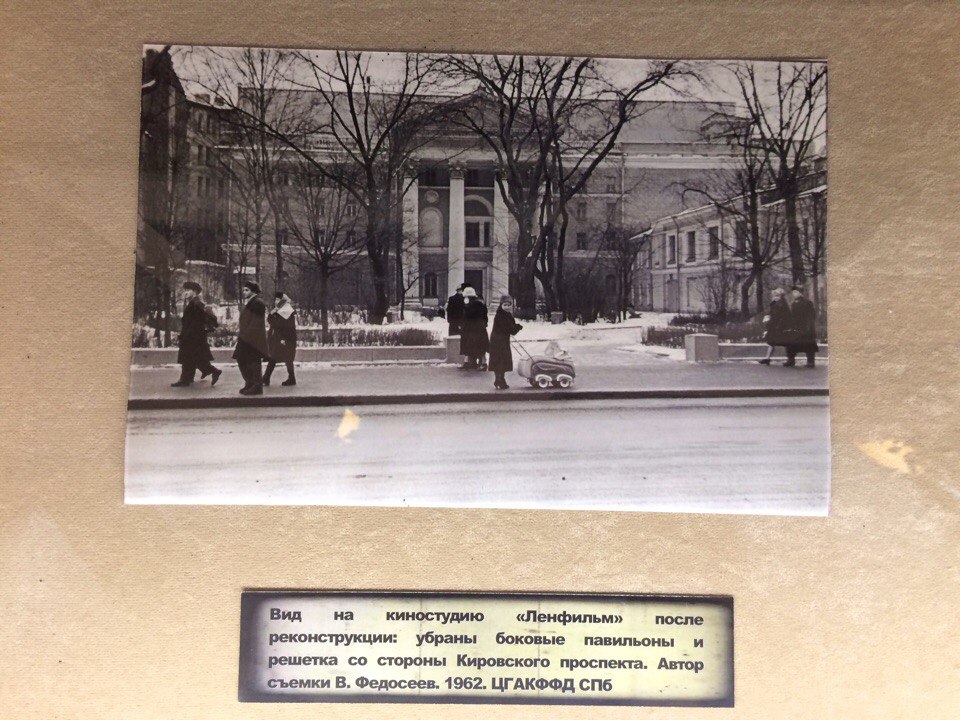 Вид на киностудию «Ленфильм» после
реконструкции: убраны боковые павильоны и
решетка со стороны Кировского проспекта. Автор
съемки В. Федосеев. 1962. ЦГАКФФД СПб